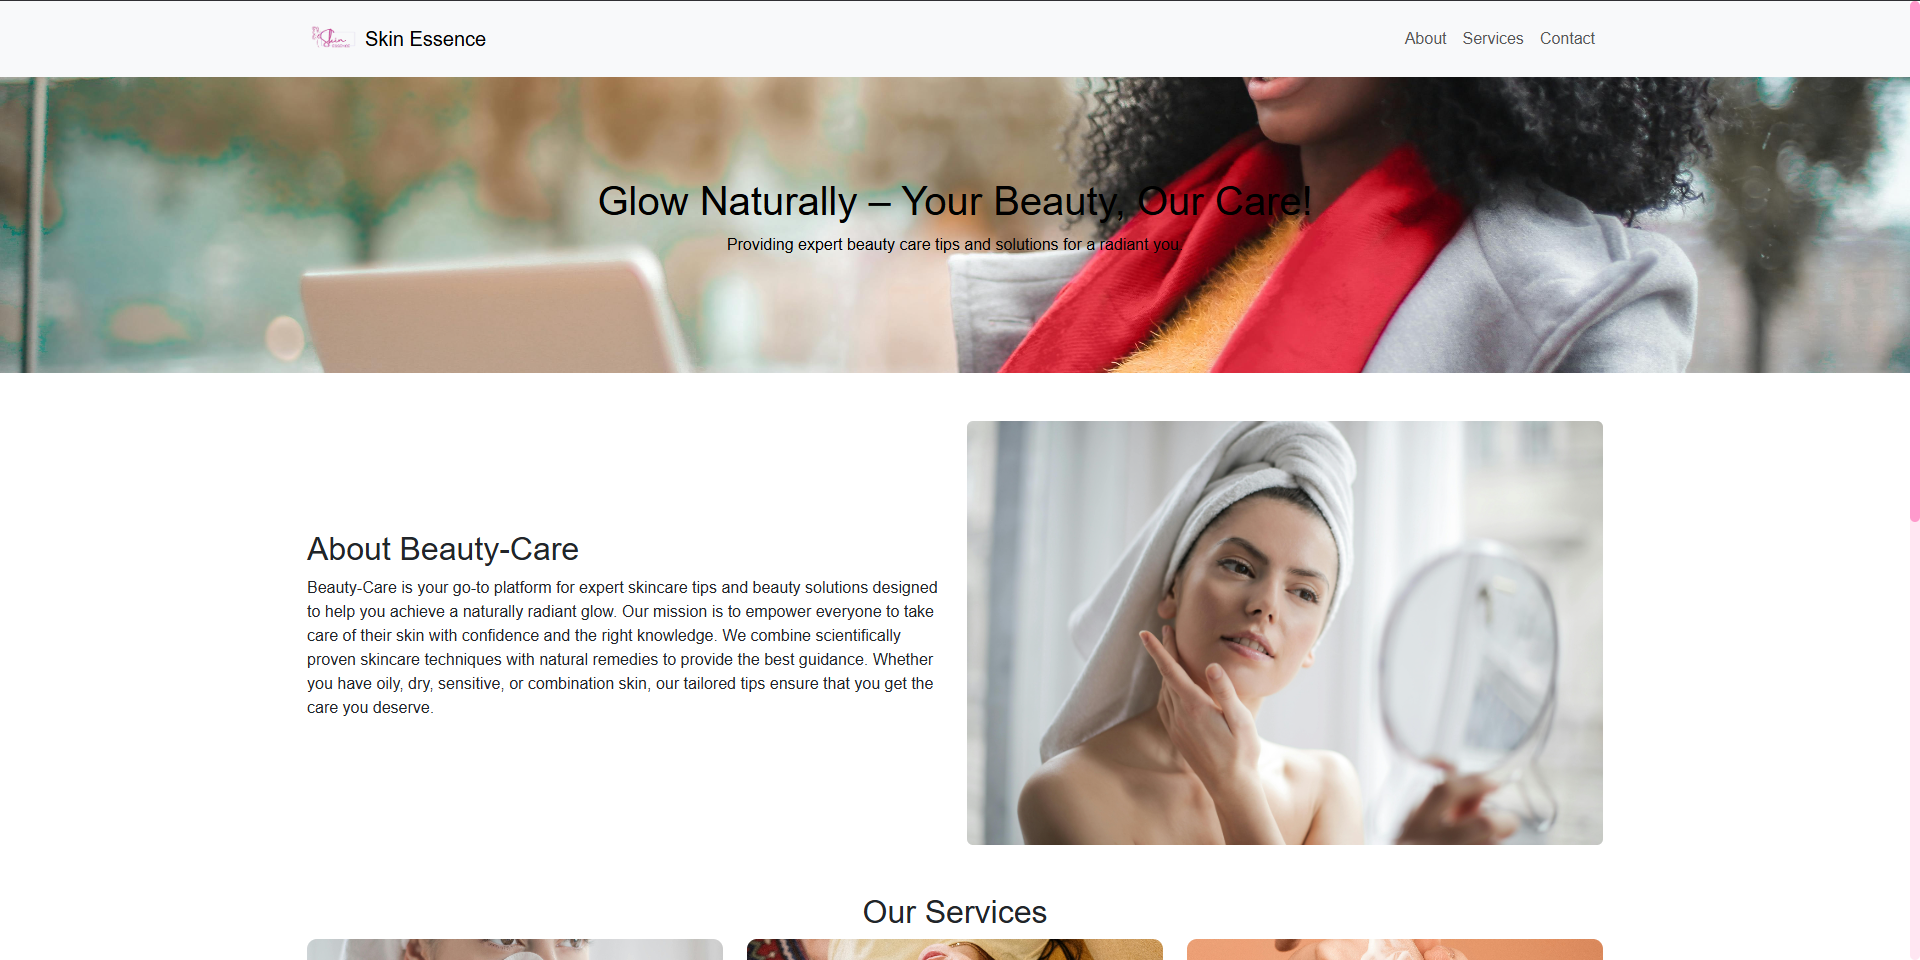 Skin
ESSENCE
Skin Essence
About
Services
Contact
Glow Naturally – Your Beauty, Our Care!
Providing expert beauty care tips and solutions for a radiant you.
About Beauty-Care
Beauty-Care is your go-to platform for expert skincare tips and beauty solutions designed
to help you achieve a naturally radiant glow. Our mission is to empower everyone to take
care of their skin with confidence and the right knowledge. We combine scientifically
proven skincare techniques with natural remedies to provide the best guidance. Whether
you have oily, dry, sensitive, or combination skin, our tailored tips ensure that you get the
care you deserve.
Our Services